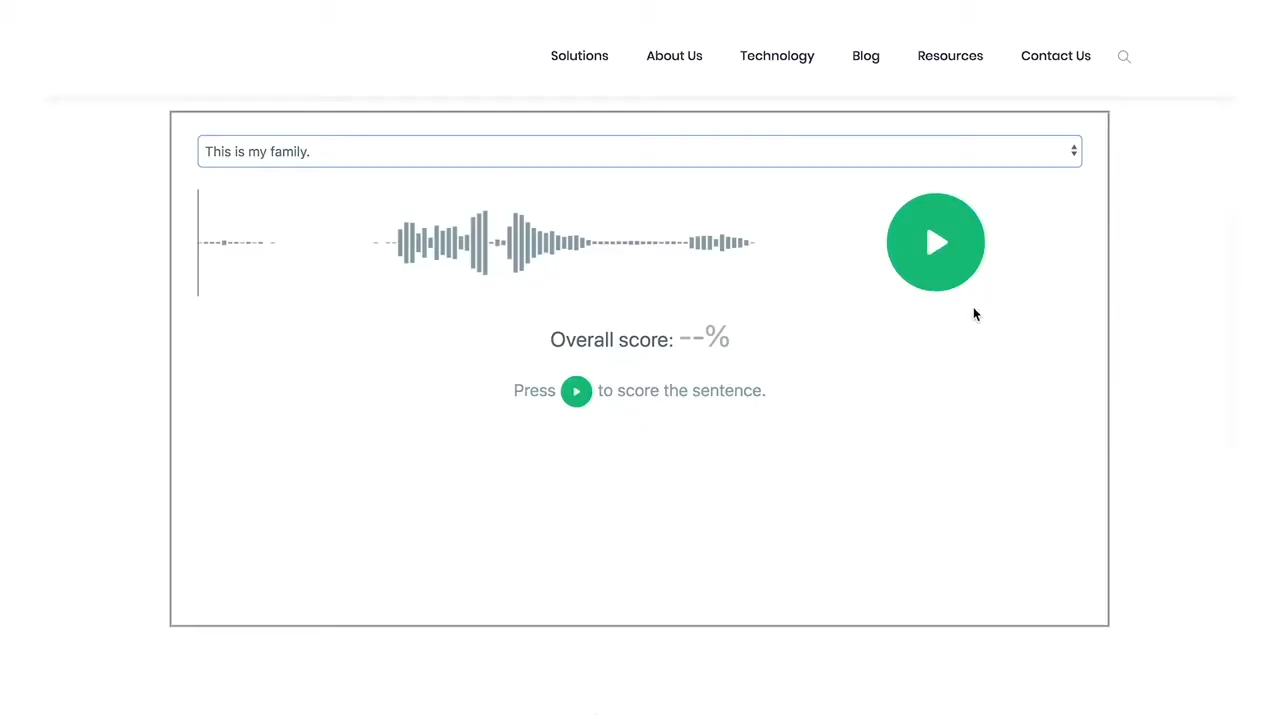 Solutions About Us Technology Blog Resources Contact Us
This is my family.
Overall score: --%
Press to score the sentence.